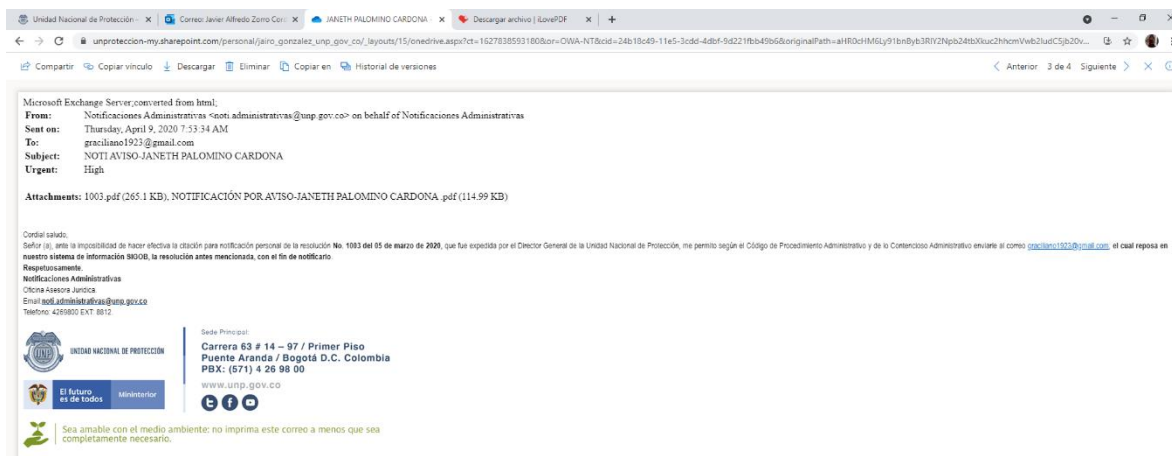 Unidad Nacional de Protección -
Correo: Javier Alfredo Zorro Cor
JANETH PALOMINO CARDONA -
Descargar archivo | iLovePDF
unproteccion-my.sharepoint.com/personal/jairo_gonzalez_unp_gov_co/_layouts/15/onedrive.aspx?
Compartir Copiar vínculo Descargar Eliminar Copiar en Historial de versiones
Anterior 3 de 4 Siguiente
Microsoft Exchange Server;converted from html;
From: Notificaciones Administrativas <noti.administrativas@unp.gov.co> on behalf of Notificaciones Administrativas
Sent on: Thursday, April 9, 2020 7:53:34 AM
To: graciliano1923@gmail.com
Subject: NOTI AVISO-JANETH PALOMINO CARDONA
Urgent: High
Attachments: 1003.pdf (265.1 KB), NOTIFICACIÓN POR AVISO-JANETH PALOMINO CARDONA .pdf (114.99 KB)
Cordial saludo,
Señor (a), ante la imposibilidad de hacer efectiva la citación para notificación personal de la resolución No. 1003 del 05 de marzo de 2020, que fue expedida por el Director General de la Unidad Nacional de Protección, me permito según el Código de Procedimiento Administrativo y de lo Contencioso Administrativo enviarle al correo graciliano1923@gmail.com, el cual reposa en
nuestro sistema de información SIGOB, la resolución antes mencionada, con el fin de notificarlo.
Respetuosamente.
Notificaciones Administrativas
Oficina Asesora Jurídica.
Email:noti.administrativas@unp.gov.co
Telefono: 4269800 EXT: 8812.
UNP
UNIDAD NACIONAL DE PROTECCIÓN
El futuro
es de todos
Mininterior
Sede Principal:
Carrera 63 # 14 – 97 / Primer Piso
Puente Aranda / Bogotá D.C. Colombia
PBX: (571) 4 26 98 00
www.unp.gov.co
Sea amable con el medio ambiente: no imprima este correo a menos que sea
completamente necesario.